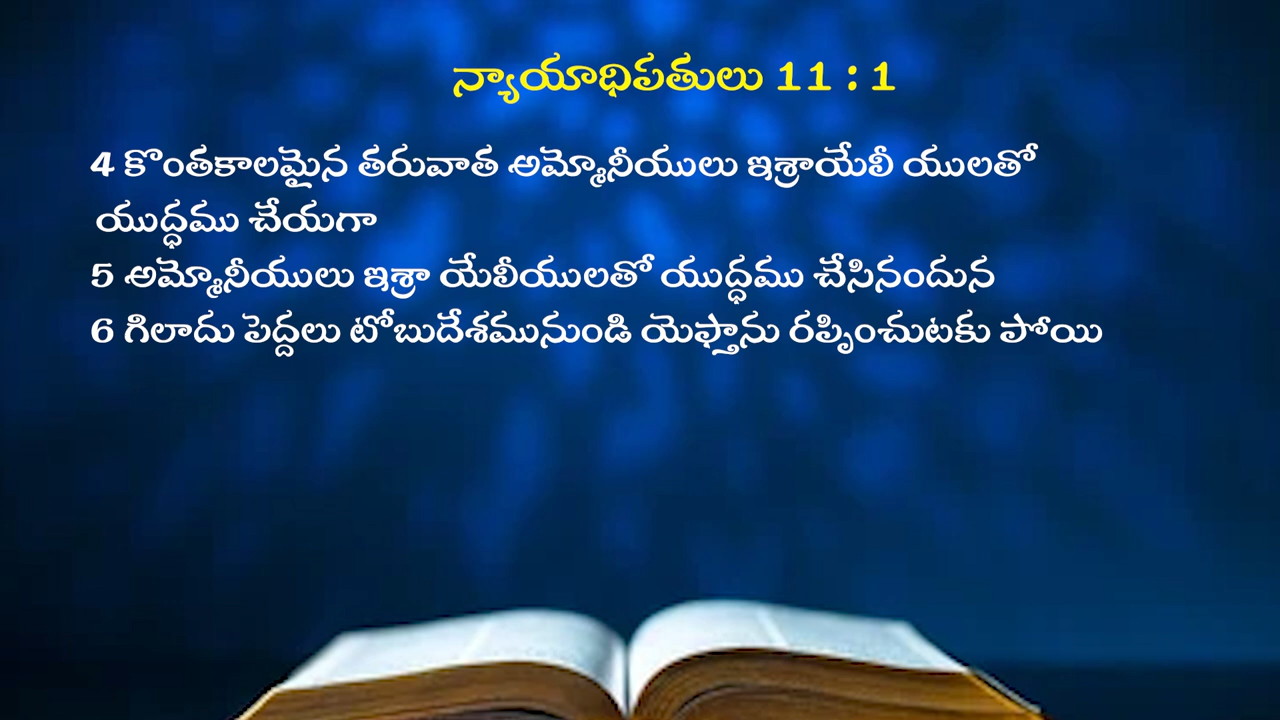 న్యాయాధిపతులు 11 : 1
4 కొంతకాలమైన తరువాత అమ్మోనీయులు ఇశ్రాయేలీ యులతో
యుద్ధము చేయగా
5 అమ్మోనీయులు ఇశ్రా యేలీయులతో యుద్ధము చేసినందున
6 గిలాదు పెద్దలు టోబుదేశమునుండి యెఫ్తాను రప్పించుటకు పోయి